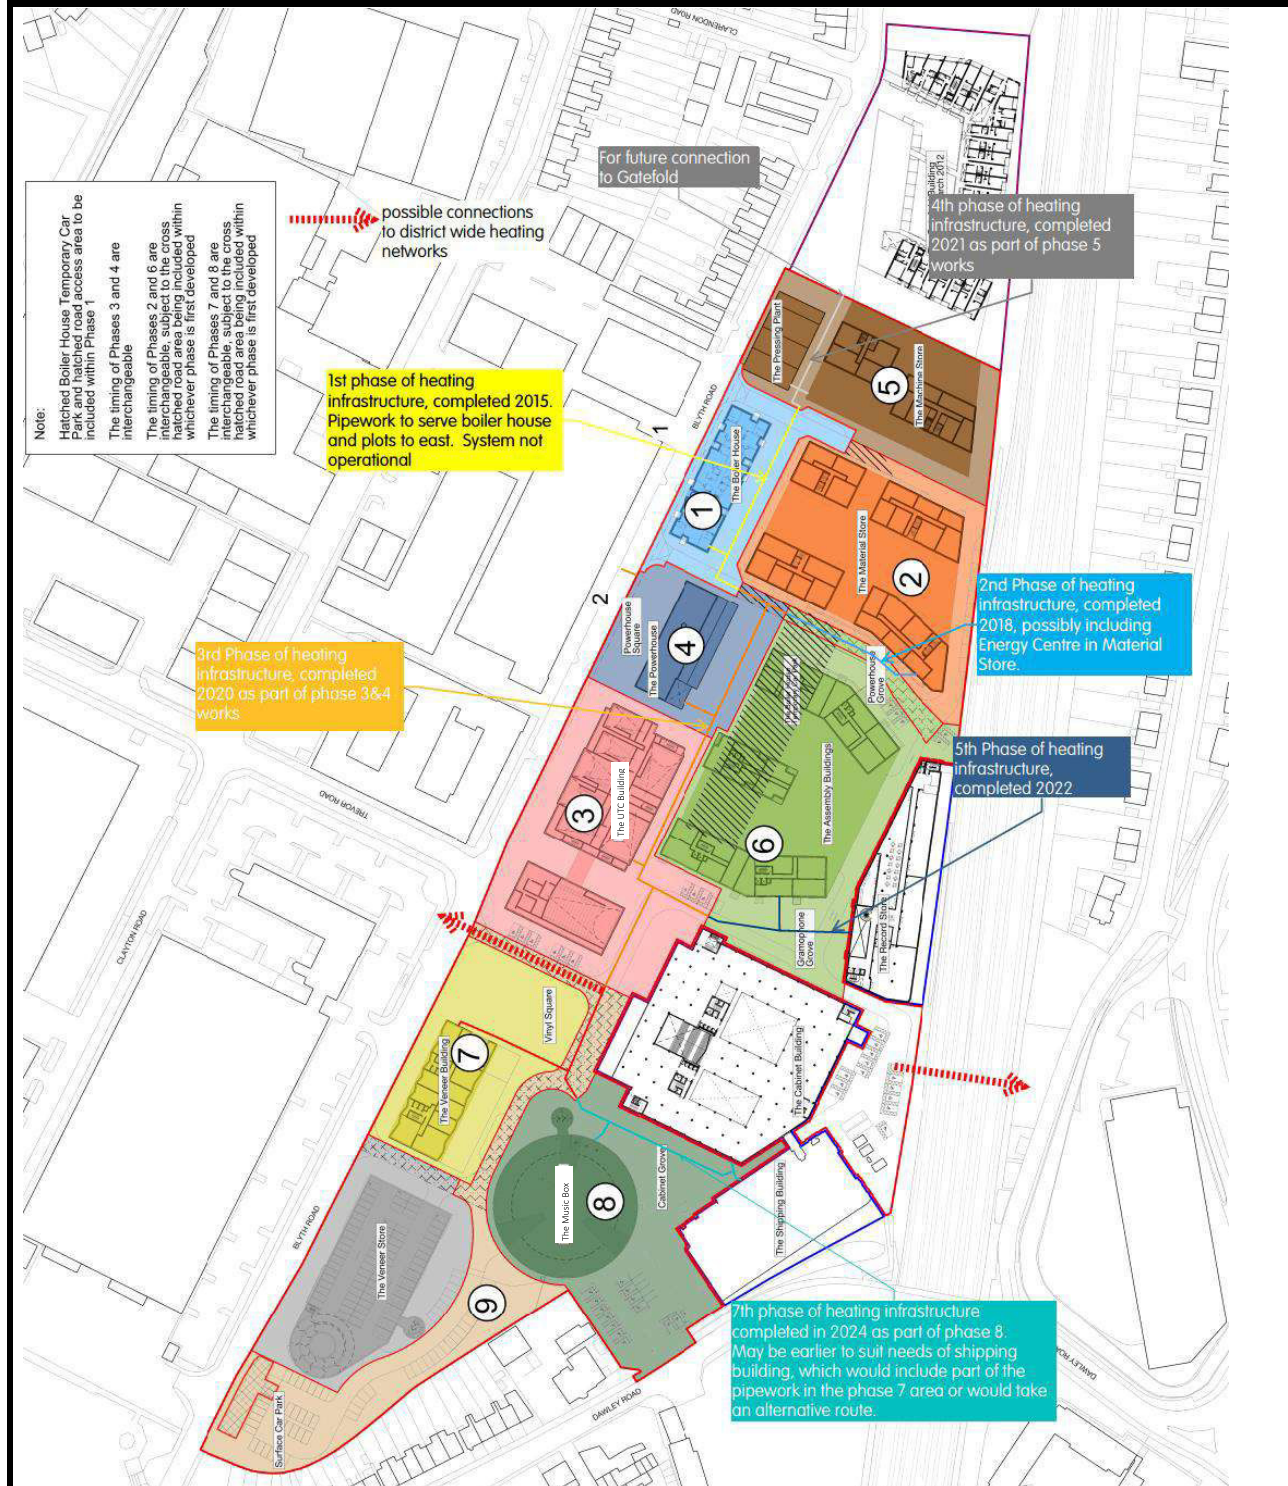 CLARENDON ROAD
For future connection
to Gatefold
Building
arch 2012
4th phase of heating
infrastructure, completed
2021 as part of phase 5
works
Note:
Hatched Boiler House Temporary Car
Park and hatched road access area to be
included within Phase 1
The timing of Phases 3 and 4 are
interchangeable
The timing of Phases 2 and 6 are
interchangeable, subject to the cross
hatched road area being included within
whichever phase is first developed
The timing of Phases 7 and 8 are
interchangeable, subject to the cross
hatched road area being included within
whichever phase is first developed
possible connections
to district wide heating
networks
1st phase of heating
infrastructure, completed 2015.
Pipework to serve boiler house
and plots to east. System not
operational
1
BLYTH ROAD
The Pressing Plant
5
The Machine Store
1
The Boiler House
The Material Store
2
2nd Phase of heating
infrastructure, completed
2018, possibly including
Energy Centre in Material
Store.
2
Powerhouse
Square
The Powerhouse
4
Powerhouse
Grove
3rd Phase of heating
infrastructure, completed
2020 as part of phase 3&4
works
5th Phase of heating
infrastructure,
completed 2022
TREVOR ROAD
3
The UTC Building
The Assembly Buildings
6
CLAYTON ROAD
Gramophone
Grove
The Record Store
Vinyl Square
7
The Veneer Building
The Cabinet Building
Cabinet Grove
8
The Music Box
The Shipping Building
BLYTH ROAD
The Veneer Store
9
7th phase of heating infrastructure
completed in 2024 as part of phase 8.
May be earlier to suit needs of shipping
building, which would include part of the
pipework in the phase 7 area or would take
an alternative route.
DAWLEY ROAD
DAWLEY ROAD
Surface Car Park